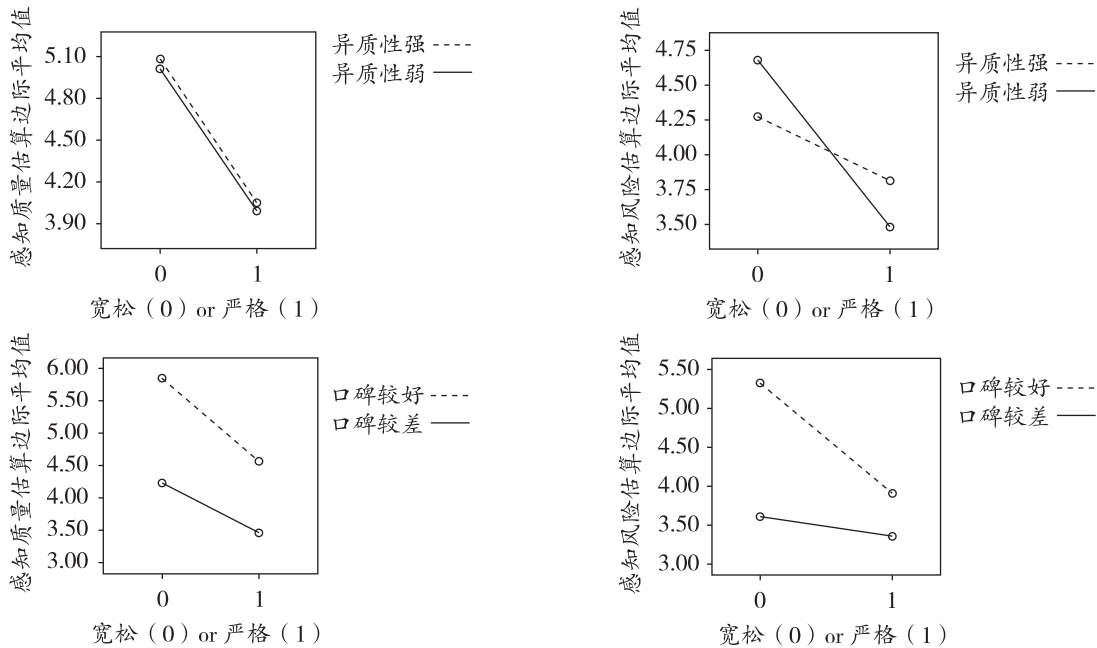 感知质量估算边际平均值
5.10
4.80
4.50
4.20
3.90
0 1
宽松（0）or 严格（1）
异质性强
异质性弱
感知风险估算边际平均值
4.75
4.50
4.25
4.00
3.75
3.50
0 1
宽松（0）or 严格（1）
异质性强
异质性弱
感知质量估算边际平均值
6.00
5.50
5.00
4.50
4.00
3.50
3.00
0 1
宽松（0）or 严格（1）
口碑较好
口碑较差
感知风险估算边际平均值
5.50
5.00
4.50
4.00
3.50
3.00
0 1
宽松（0）or 严格（1）
口碑较好
口碑较差